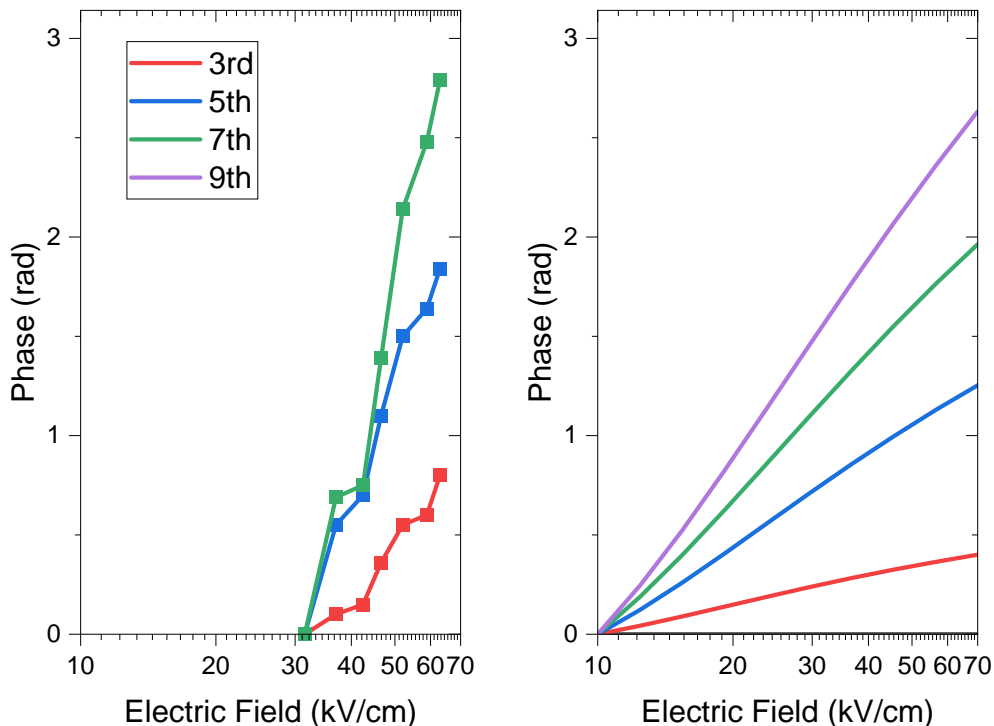 3
2
1
0
Phase (rad)
3rd
5th
7th
9th
10 20 30 40 50 60 70
Electric Field (kV/cm)
3
2
1
0
Phase (rad)
10 20 30 40 50 60 70
Electric Field (kV/cm)